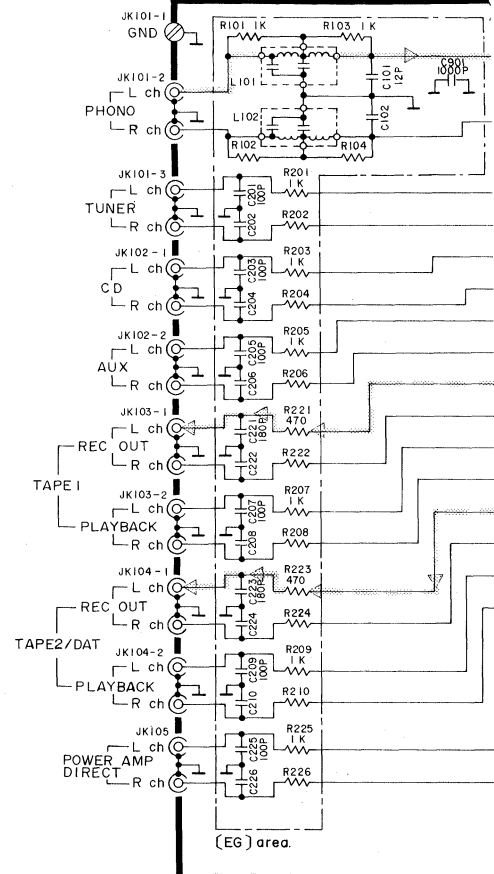 JK101-1
GND
R101 1K
R103 1K
JK101-2
L ch
PHONO
R ch
L101
C101
12P
C901
1000P
L102
C102
R102
R104
JK101-3
L ch
TUNER
R ch
C201
100P
R201
1K
C202
R202
JK102-1
L ch
CD
R ch
C203
100P
R203
1K
C204
R204
JK102-2
L ch
AUX
R ch
C205
100P
R205
1K
C206
R206
JK103-1
L ch
REC OUT
R ch
C221
180P
R221
470
C222
R222
TAPE1
JK103-2
L ch
PLAYBACK
R ch
C207
100P
R207
1K
C208
R208
JK104-1
L ch
REC OUT
R ch
C223
180P
R223
470
C224
R224
TAPE2/DAT
JK104-2
L ch
PLAYBACK
R ch
C209
100P
R209
1K
C210
R210
JK105
L ch
POWER AMP
DIRECT
R ch
C225
100P
R225
1K
C226
R226
[EG] area.